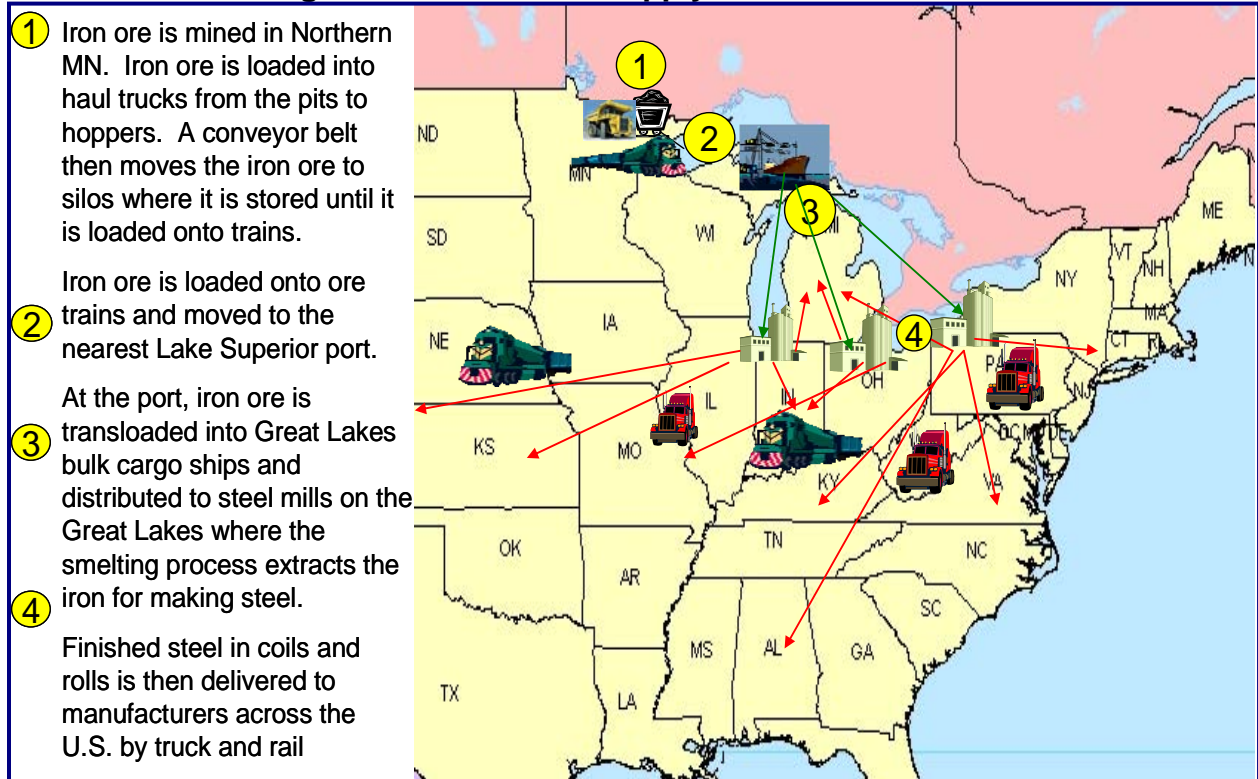 1
Iron ore is mined in Northern
MN. Iron ore is loaded into
haul trucks from the pits to
hoppers. A conveyor belt
then moves the iron ore to
silos where it is stored until it
is loaded onto trains.
2
Iron ore is loaded onto ore
trains and moved to the
nearest Lake Superior port.
3
At the port, iron ore is
transloaded into Great Lakes
bulk cargo ships and
distributed to steel mills on the
Great Lakes where the
smelting process extracts the
iron for making steel.
4
Finished steel in coils and
rolls is then delivered to
manufacturers across the
U.S. by truck and rail
1
2
3
4
ND
MN
SD
WI
MI
ME
VT
NH
NY
MA
CT
RI
NE
IA
IL
IN
OH
PA
NJ
DC
DE
KS
MO
KY
VA
OK
AR
TN
NC
SC
MS
AL
GA
TX
LA